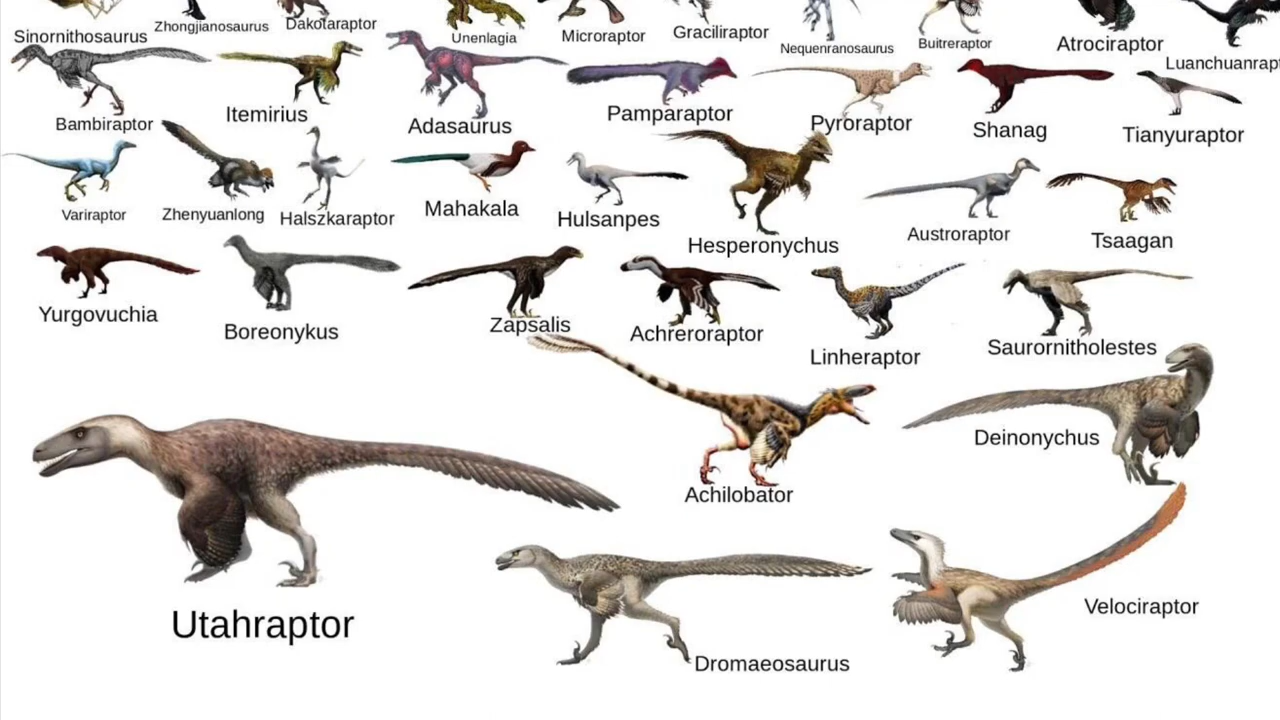 Sinornithosaurus
Zhongjianosaurus
Dakotaraptor
Unenlagia
Microraptor
Graciliraptor
Nequenranosaurus
Buitreraptor
Atrociraptor
Luanchuanrapt
Bambiraptor
Itemirius
Adasaurus
Pamparaptor
Pyroraptor
Shanag
Tianyuraptor
Variraptor
Zhenyuanlong
Halszkaraptor
Mahakala
Hulsanpes
Hesperonychus
Austroraptor
Tsaagan
Yurgovuchia
Boreonykus
Zapsalis
Achreroraptor
Linheraptor
Saurornitholestes
Deinonychus
Achilobator
Utahraptor
Dromaeosaurus
Velociraptor